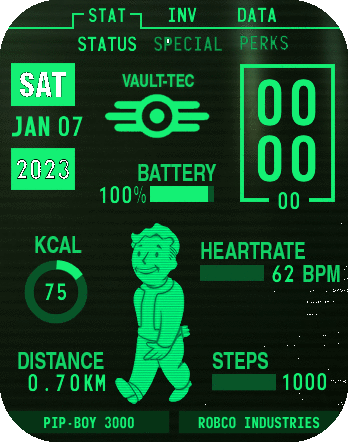 STAT INV DATA
STATUS SPECIAL PERKS
SAT
JAN 07
2023
VAULT-TEC
BATTERY
100%
00
00
00
KCAL
75
HEARTRATE
62 BPM
DISTANCE
0.70KM
STEPS
1000
PIP-BOY 3000
ROBCO INDUSTRIES